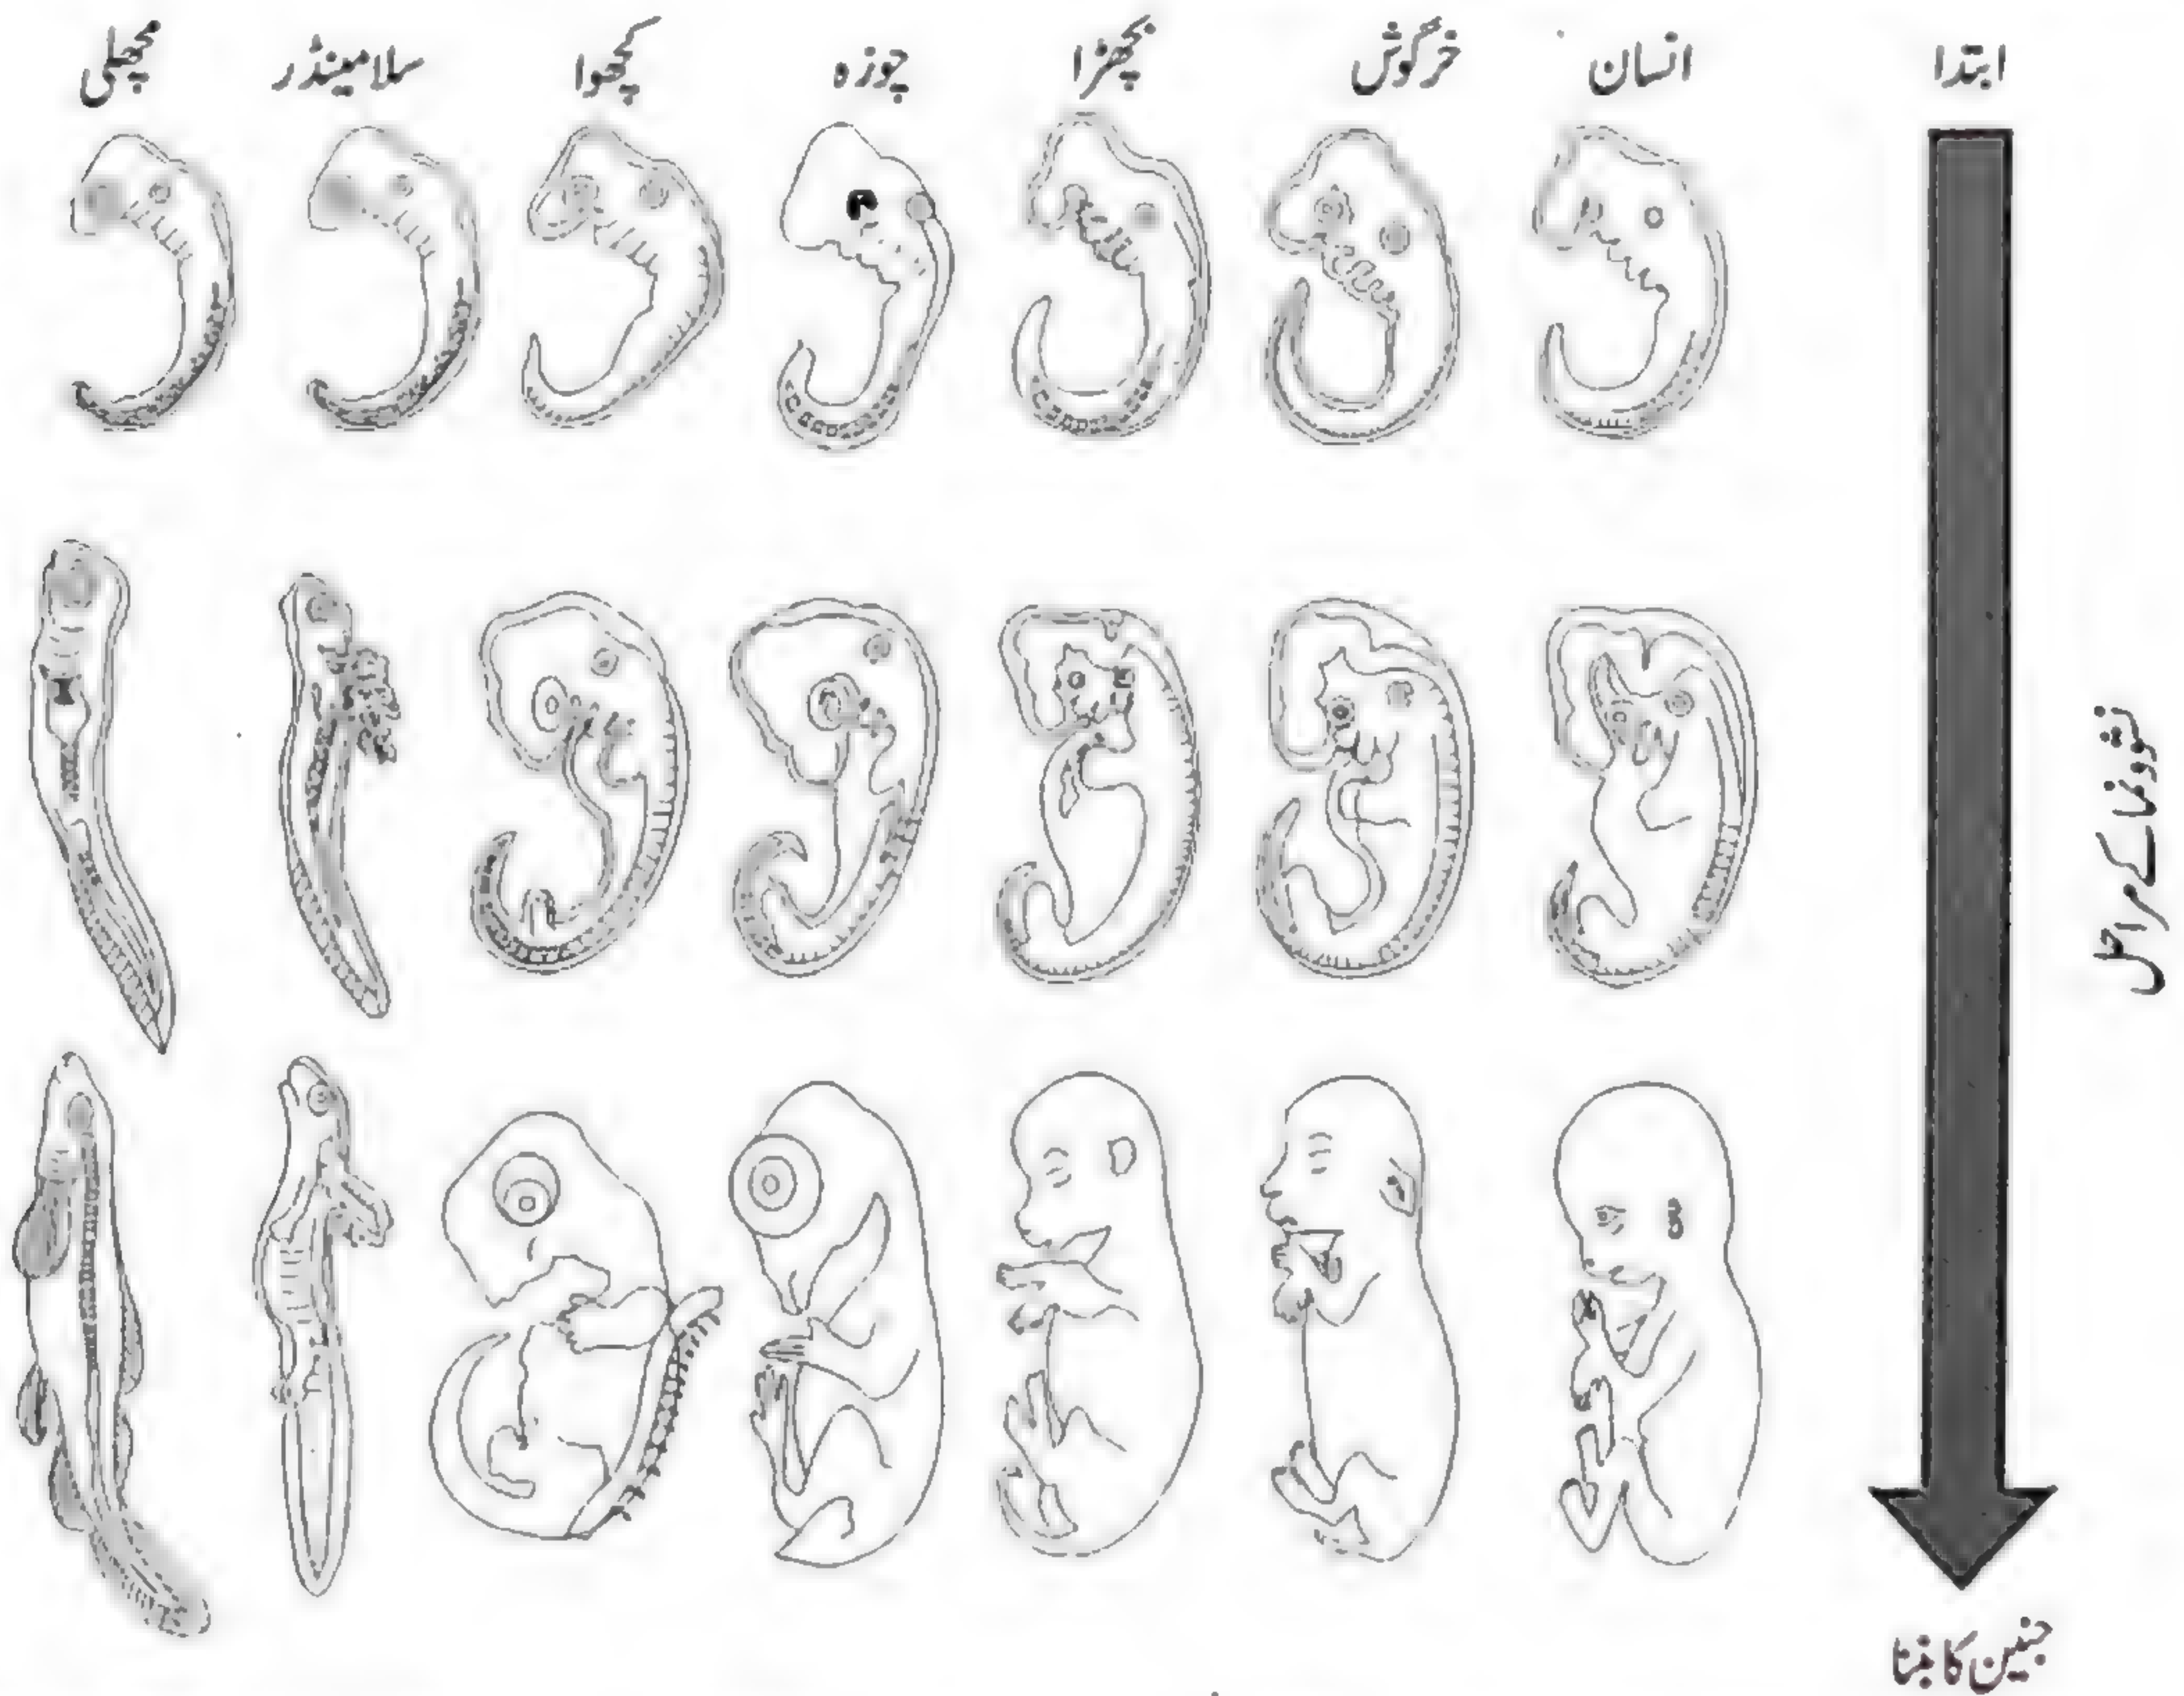 ابتدا
انسان
خرگوش
بچھڑا
چوزہ
کچھوا
سلامینڈر
مچھلی
نشوونما کے مراحل
جنین کا بننا